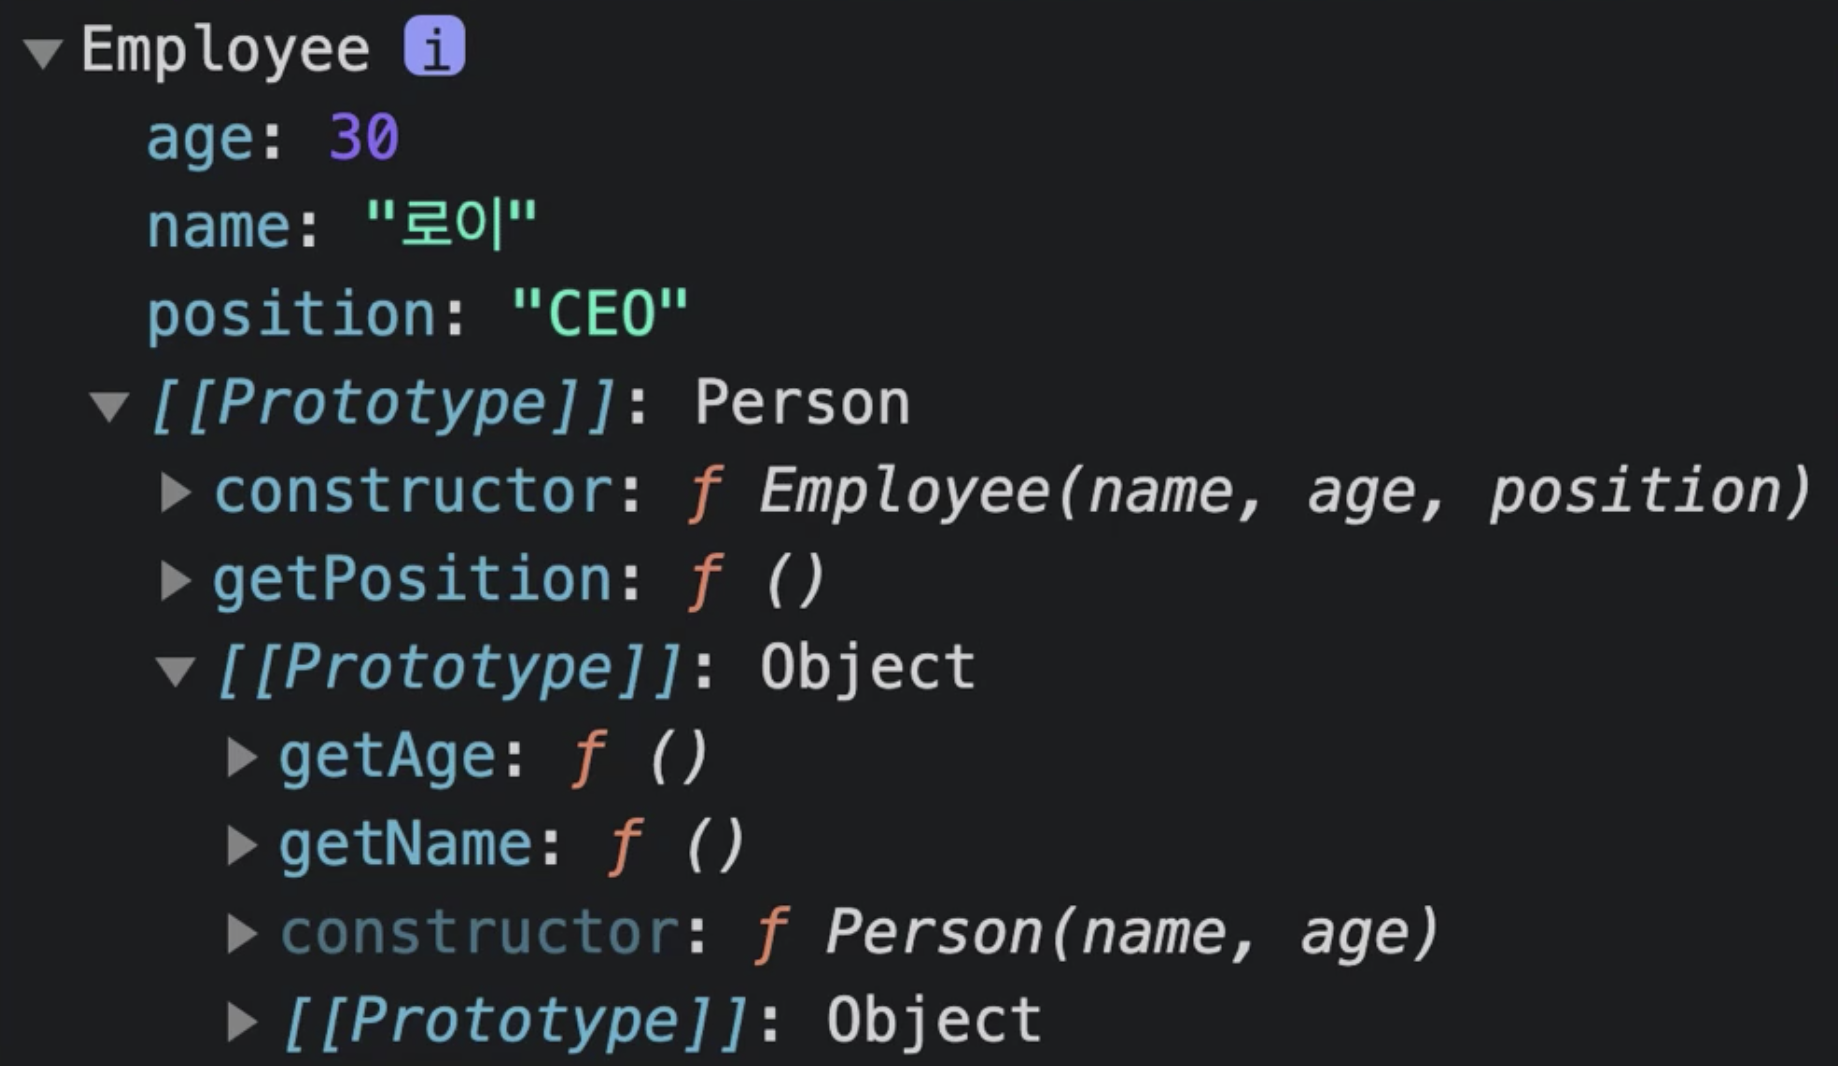 Employee i
age: 30
name: "로이"
position: "CEO"
[[Prototype]]: Person
constructor: ƒ Employee(name, age, position)
getPosition: ƒ ()
[[Prototype]]: Object
getAge: ƒ ()
getName: ƒ ()
constructor: ƒ Person(name, age)
[[Prototype]]: Object